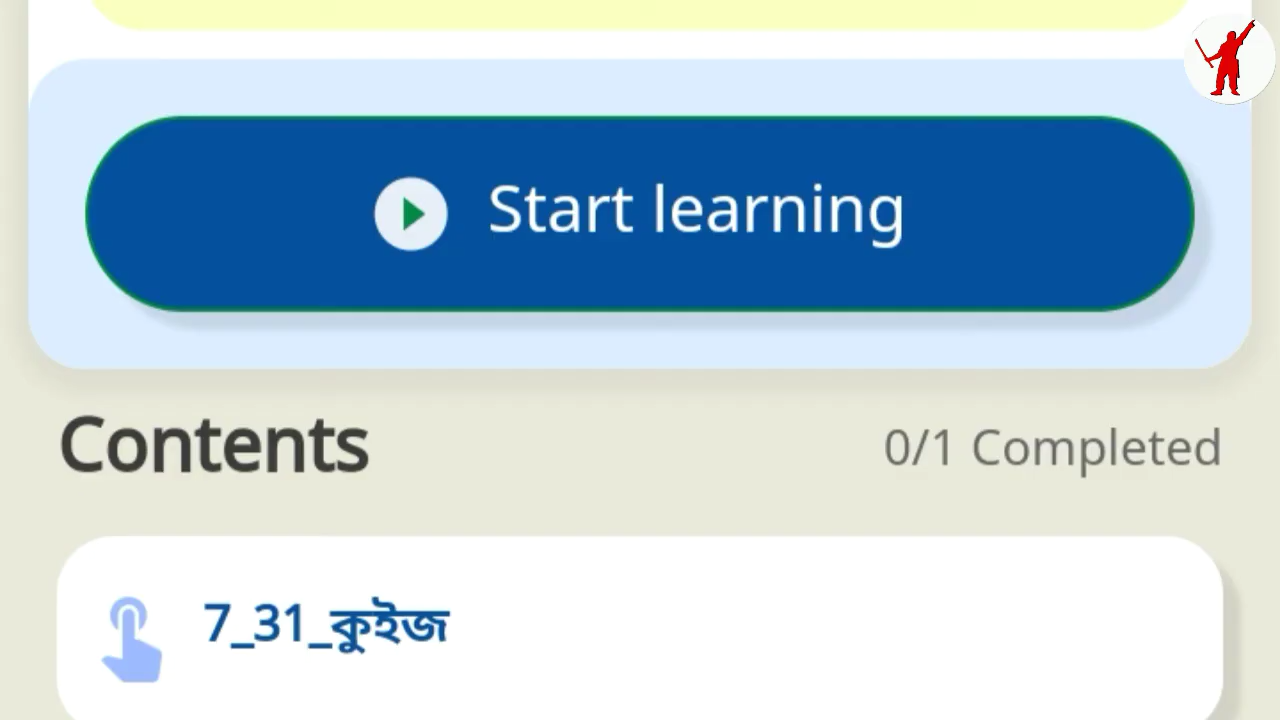 Start learning
Contents
0/1 Completed
7_31_কুইজ